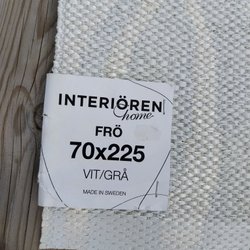 INTERIÖREN
home
FRÖ
70x225
VIT/GRÅ
MADE IN SWEDEN